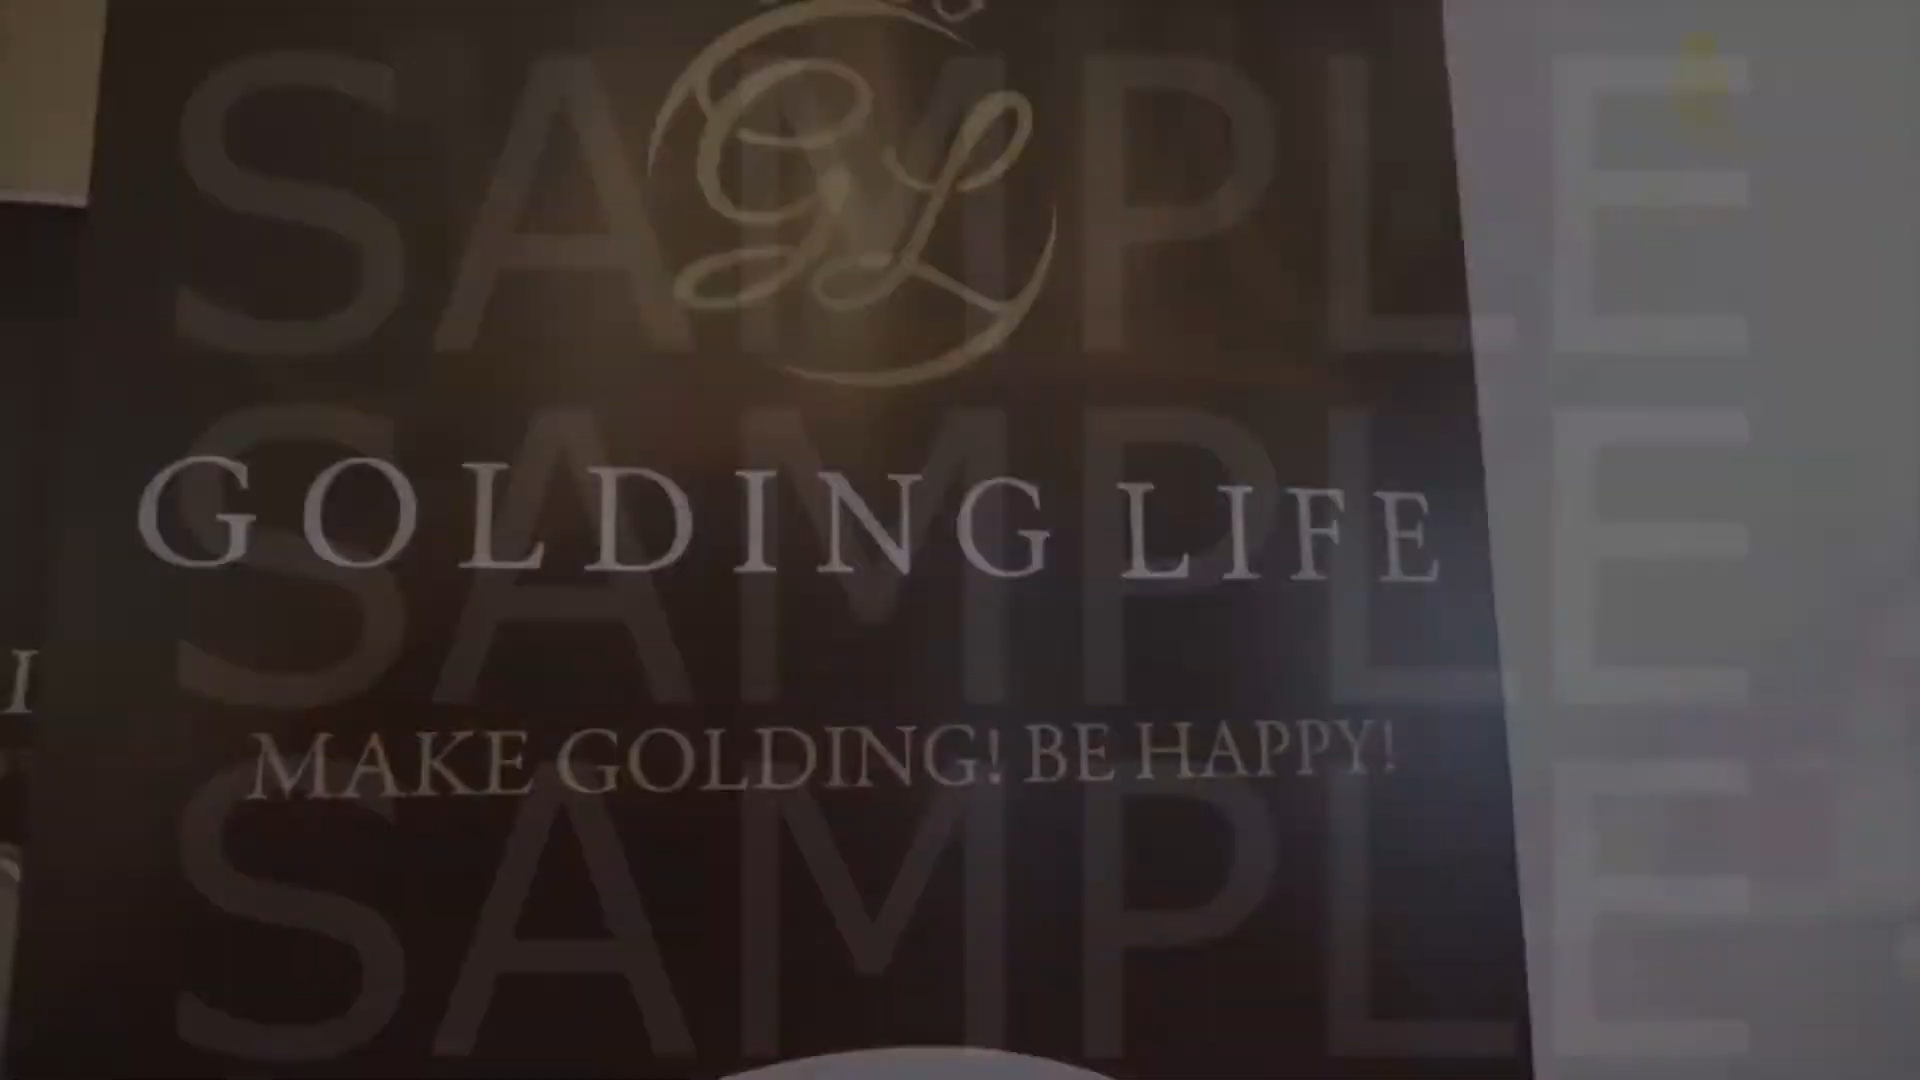 SAMPLE
GL
SAMPLE
GOLDING LIFE
I
MAKE GOLDING! BE HAPPY!
SAMPLE